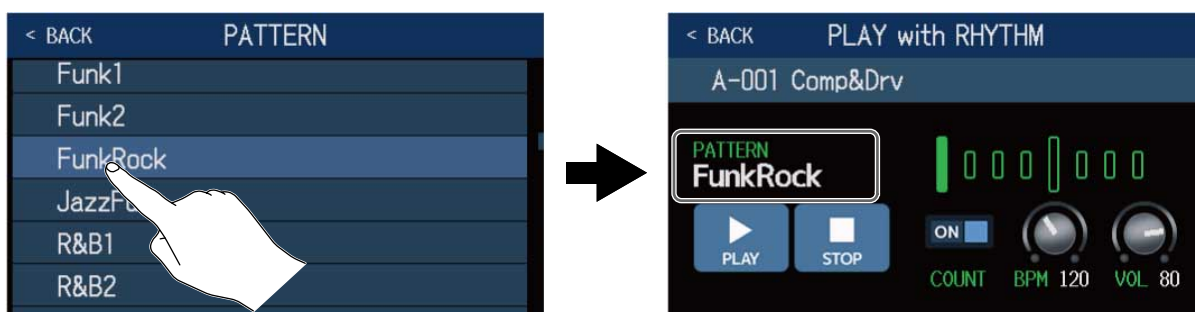 < BACK PATTERN
Funk1
Funk2
FunkRock
R&B1
R&B2
< BACK PLAY with RHYTHM
A-001 Comp&Drv
PATTERN
FunkRock
PLAY STOP
ON
COUNT BPM 120 VOL 80